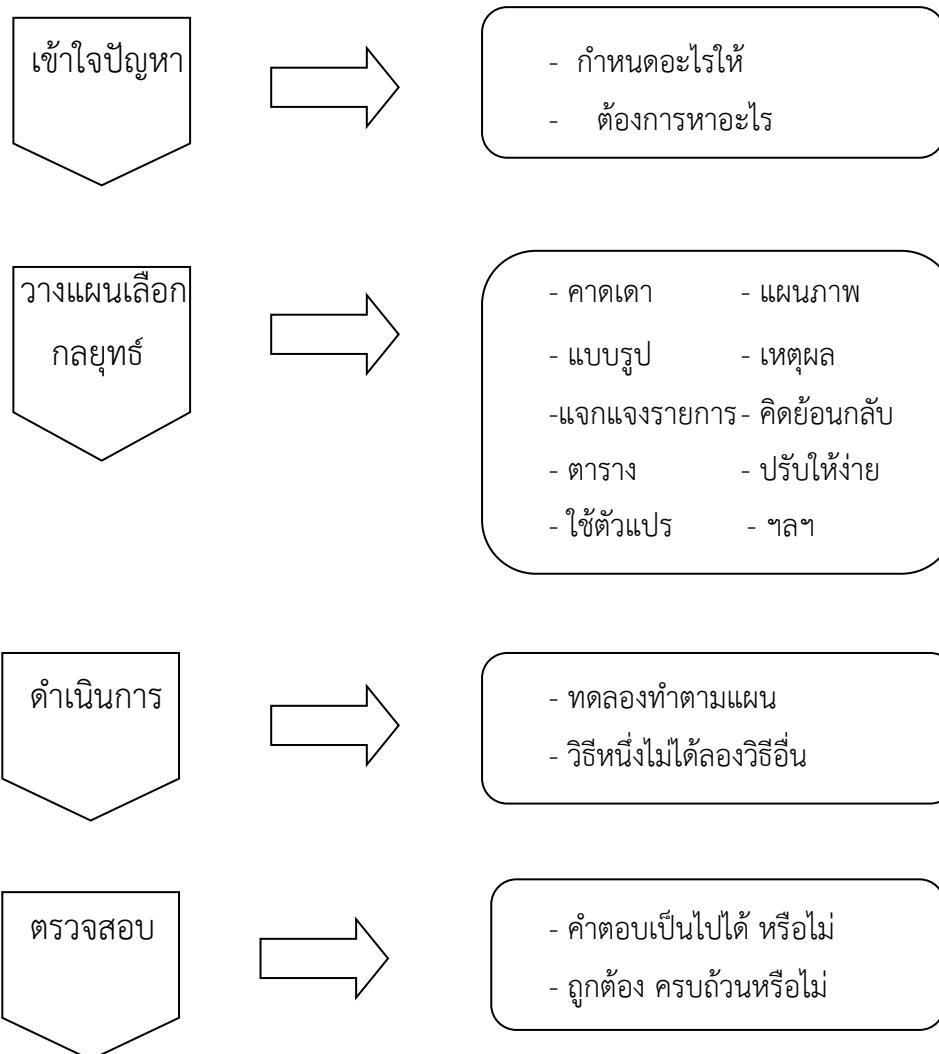 เข้าใจปัญหา
- กำหนดอะไรให้
- ต้องการหาอะไร
วางแผนเลือก
กลยุทธ์
- คาดเดา - แผนภาพ
- แบบรูป - เหตุผล
-แจกแจงรายการ - คิดย้อนกลับ
- ตาราง - ปรับให้ง่าย
- ใช้ตัวแปร - ฯลฯ
ดำเนินการ
- ทดลองทำตามแผน
- วิธีหนึ่งไม่ได้ลองวิธีอื่น
ตรวจสอบ
- คำตอบเป็นไปได้ หรือไม่
- ถูกต้อง ครบถ้วนหรือไม่